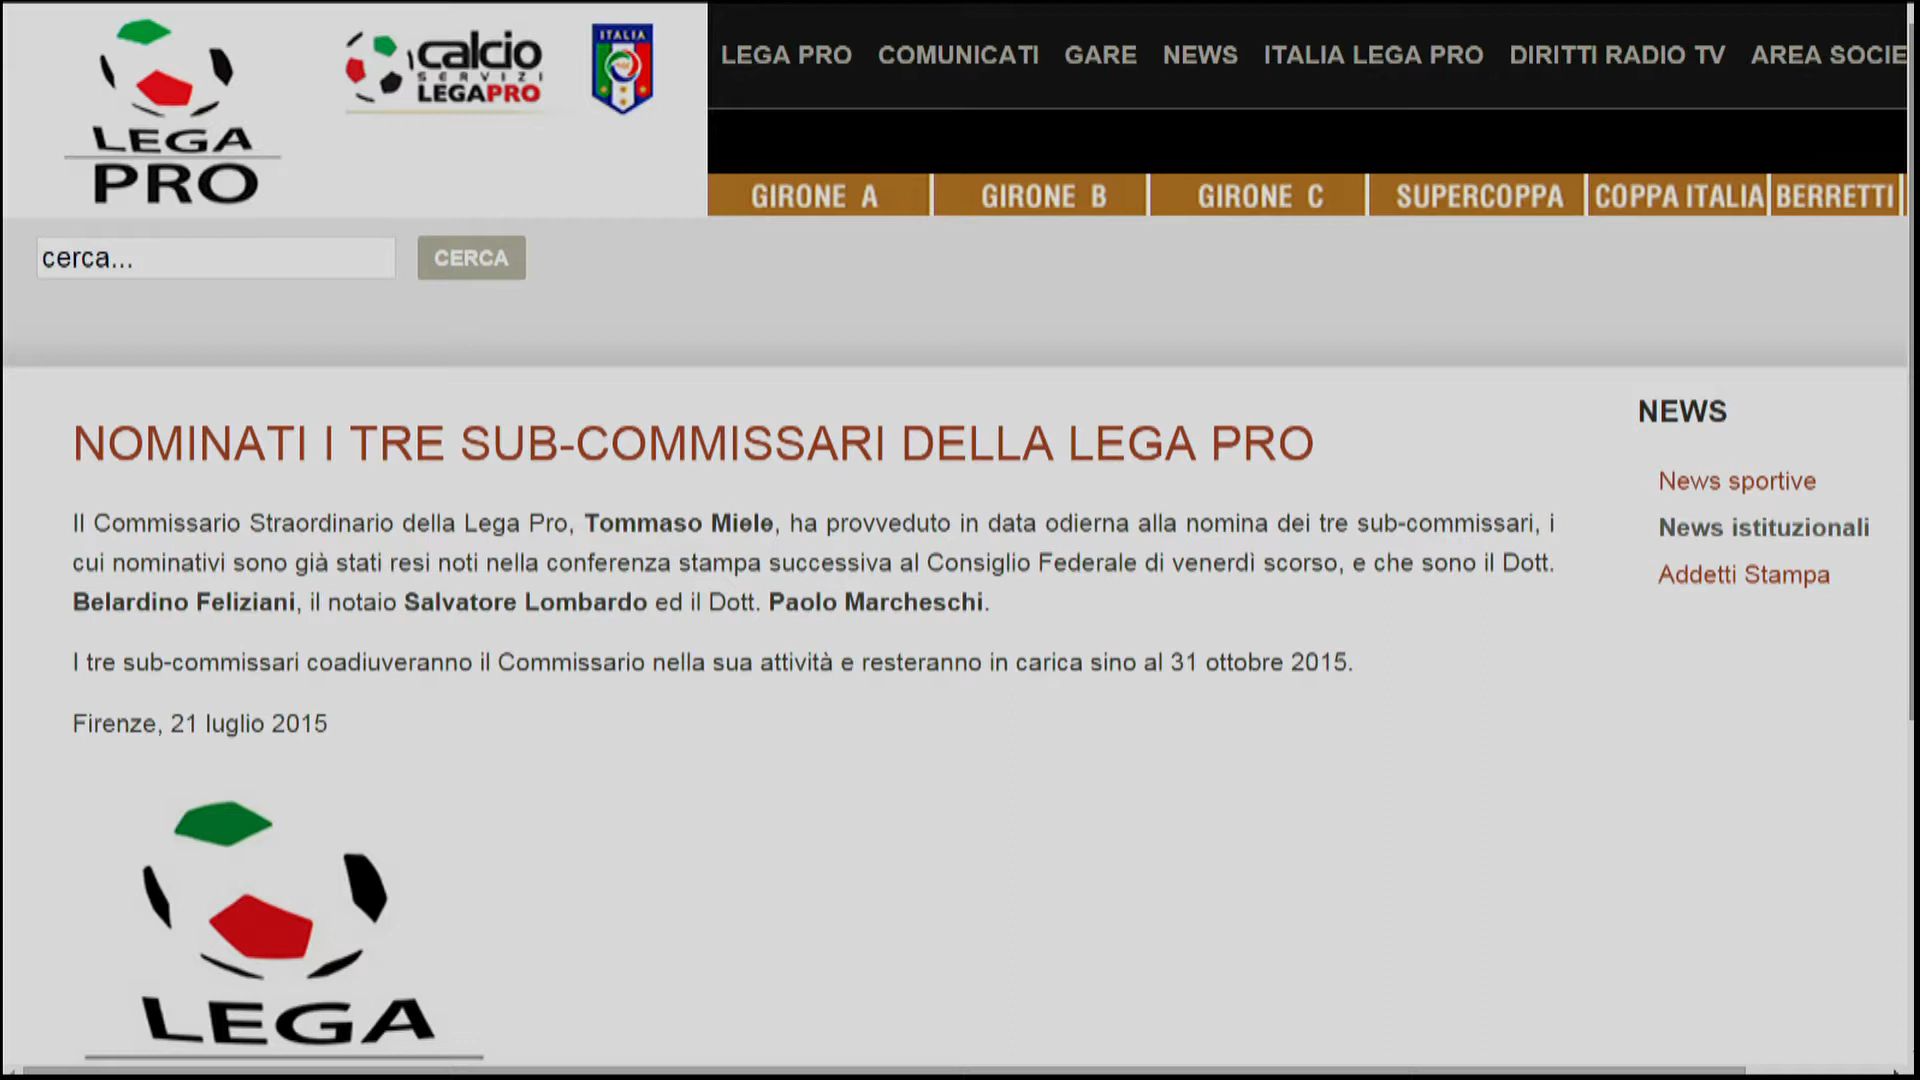 LEGA
PRO
calcio
SERVIZI
LEGAPRO
ITALIA
LEGA PRO COMUNICATI GARE NEWS ITALIA LEGA PRO DIRITTI RADIO TV AREA SOCIE
GIRONE A GIRONE B GIRONE C SUPERCOPPA COPPA ITALIA BERRETTI
cerca... CERCA
NOMINATI I TRE SUB-COMMISSARI DELLA LEGA PRO
Il Commissario Straordinario della Lega Pro, Tommaso Miele, ha provveduto in data odierna alla nomina dei tre sub-commissari, i
cui nominativi sono già stati resi noti nella conferenza stampa successiva al Consiglio Federale di venerdì scorso, e che sono il Dott.
Belardino Feliziani, il notaio Salvatore Lombardo ed il Dott. Paolo Marcheschi.
I tre sub-commissari coadiuveranno il Commissario nella sua attività e resteranno in carica sino al 31 ottobre 2015.
Firenze, 21 luglio 2015
LEGA
NEWS
News sportive
News istituzionali
Addetti Stampa